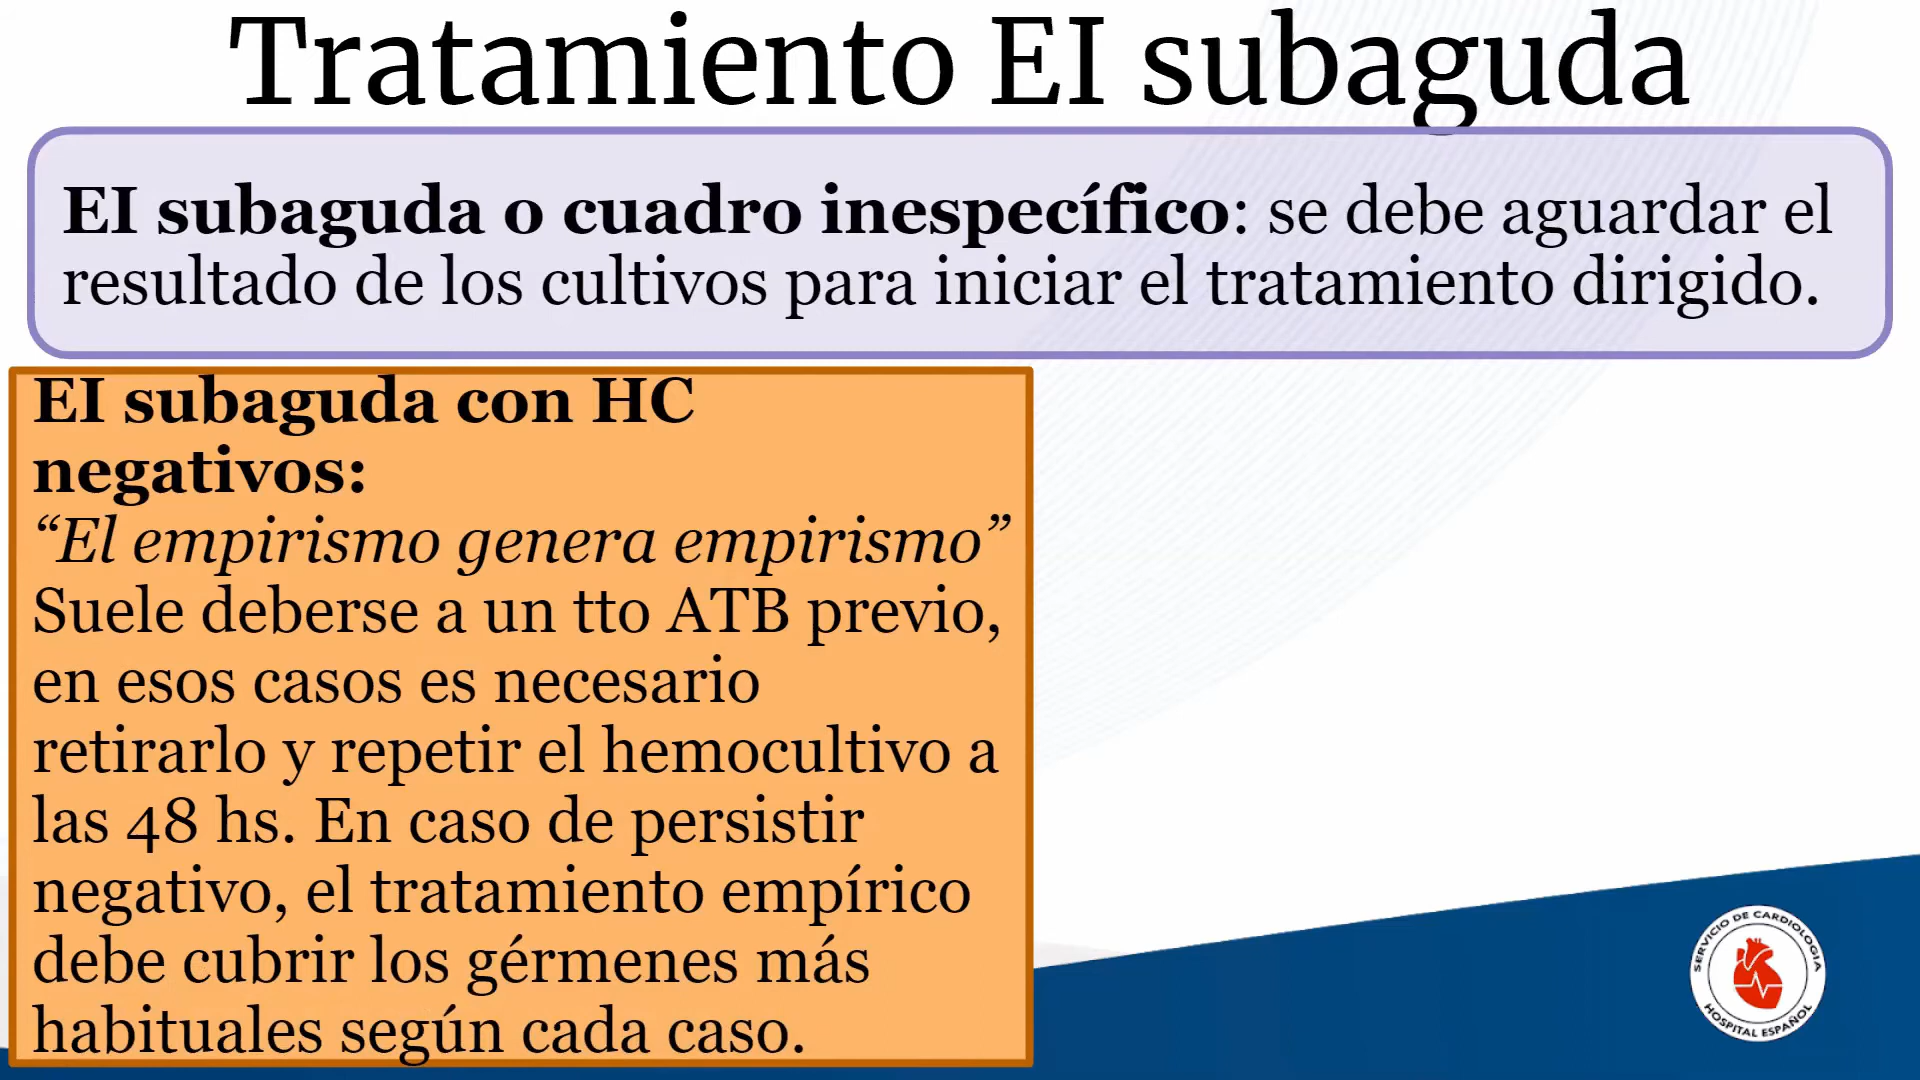 Tratamiento EI subaguda
EI subaguda o cuadro inespecífico: se debe aguardar el
resultado de los cultivos para iniciar el tratamiento dirigido.
EI subaguda con HC
negativos:
“El empirismo genera empirismo”
Suele deberse a un tto ATB previo,
en esos casos es necesario
retirarlo y repetir el hemocultivo a
las 48 hs. En caso de persistir
negativo, el tratamiento empírico
debe cubrir los gérmenes más
habituales según cada caso.
SERVICIO DE CARDIOLOGIA
HOSPITAL ESPAÑOL